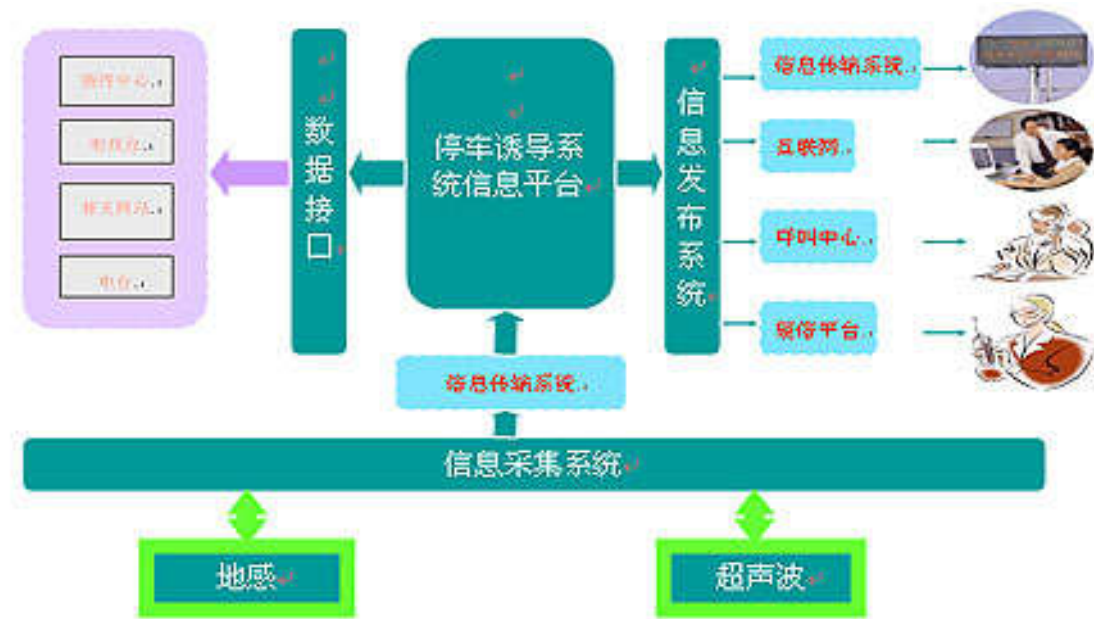 数据接口
停车诱导系
统信息平台
信息发布系统
信息传输系统
互联网
呼叫中心
短信平台
电台
信息传输系统
信息采集系统
地感
超声波